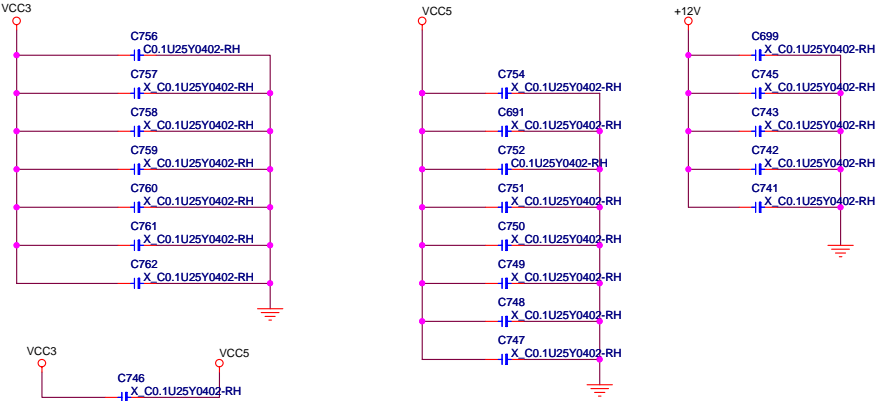 VCC3
C756
C0.1U25Y0402-RH
C757
X_C0.1U25Y0402-RH
C758
X_C0.1U25Y0402-RH
C759
X_C0.1U25Y0402-RH
C760
X_C0.1U25Y0402-RH
C761
X_C0.1U25Y0402-RH
C762
X_C0.1U25Y0402-RH
VCC5
C754
X_C0.1U25Y0402-RH
C691
X_C0.1U25Y0402-RH
C752
C0.1U25Y0402-RH
C751
X_C0.1U25Y0402-RH
C750
X_C0.1U25Y0402-RH
C749
X_C0.1U25Y0402-RH
C748
X_C0.1U25Y0402-RH
C747
X_C0.1U25Y0402-RH
+12V
C699
X_C0.1U25Y0402-RH
C745
X_C0.1U25Y0402-RH
C743
X_C0.1U25Y0402-RH
C742
X_C0.1U25Y0402-RH
C741
X_C0.1U25Y0402-RH
VCC3
VCC5
C746
X_C0.1U25Y0402-RH